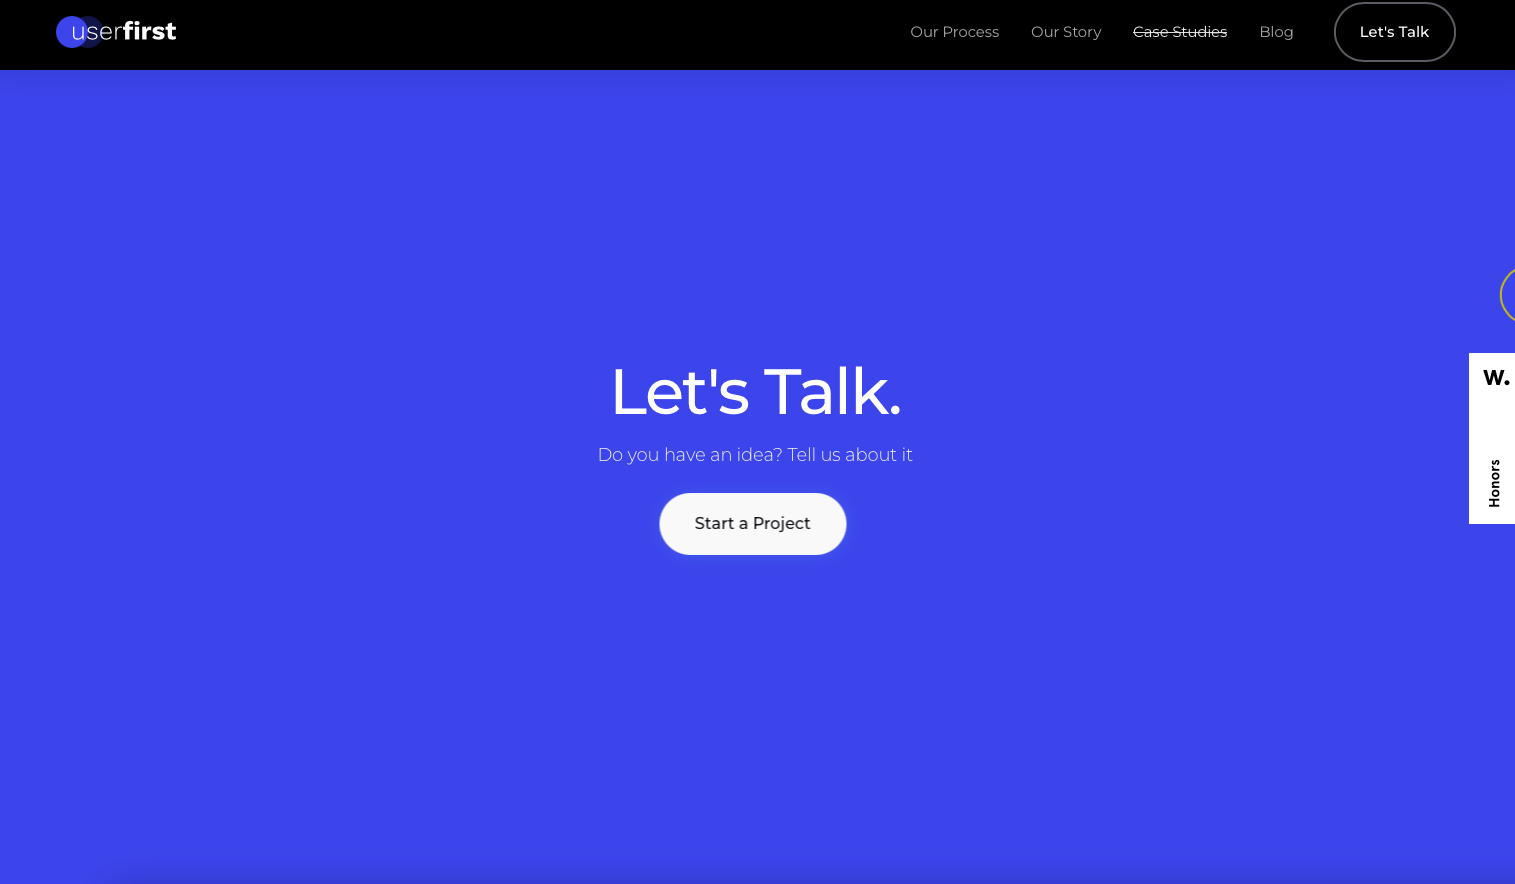 userfirst
Our Process
Our Story
Case Studies
Blog
Let's Talk
Let's Talk.
Do you have an idea? Tell us about it
Start a Project
W.
Honors